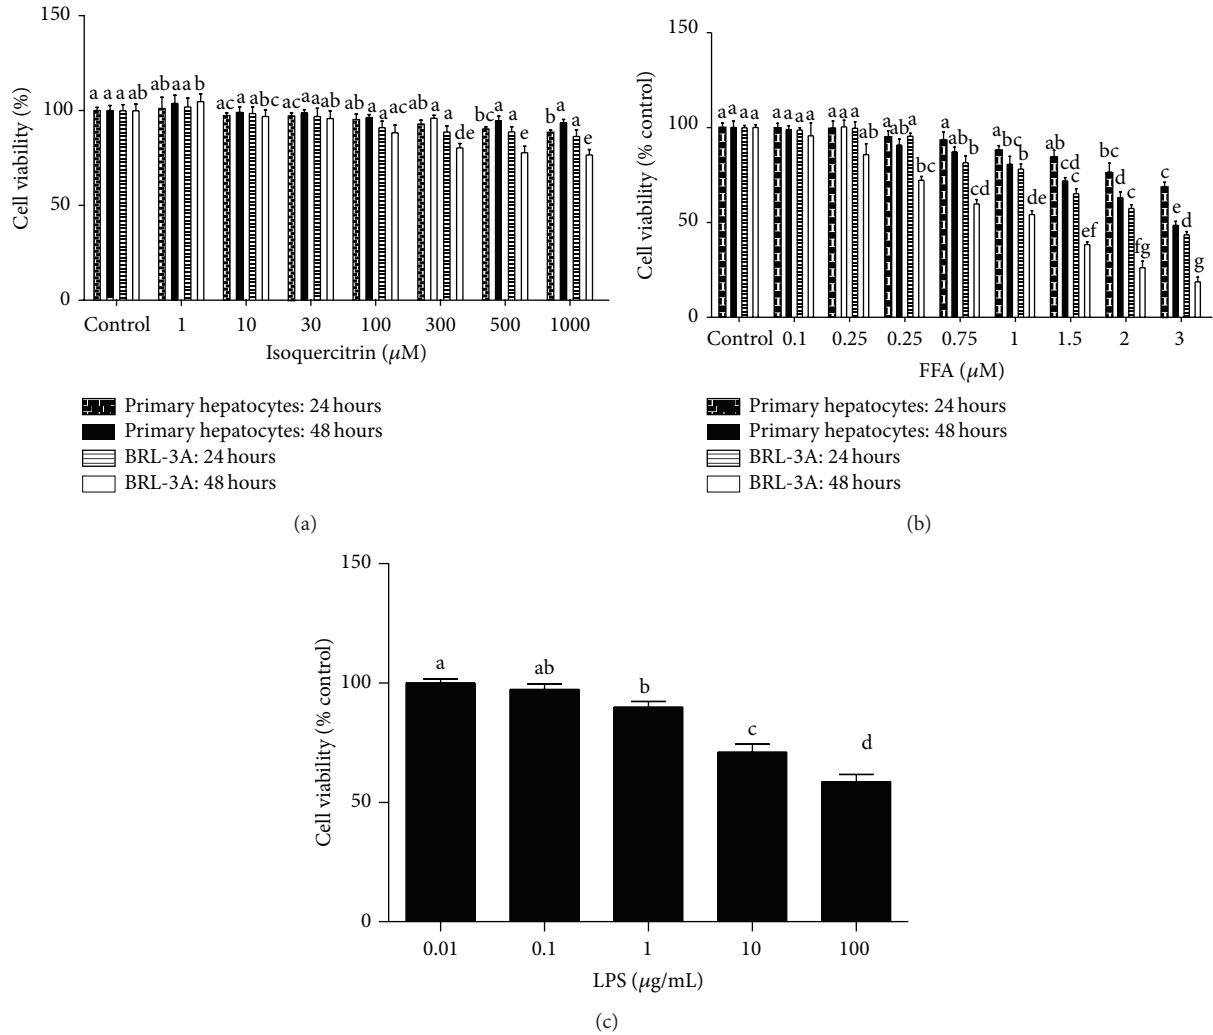 150
100
50
0
Cell viability (%)
a a a ab
ab a a b
ac a abc
ac a a ab
ab a a ac
ab a a de
bc a a e
b a a e
Control 1 10 30 100 300 500 1000
Isoquercitrin (μM)
Primary hepatocytes: 24 hours
Primary hepatocytes: 48 hours
BRL-3A: 24 hours
BRL-3A: 48 hours
(a)
150
100
50
0
Cell viability (% control)
a a a a
a a a a
a a a ab
a ab a bc
a ab b cd
a bc b de
ab cd c ef
bc d c fg
c e d g
Control 0.1 0.25 0.25 0.75 1 1.5 2 3
FFA (μM)
Primary hepatocytes: 24 hours
Primary hepatocytes: 48 hours
BRL-3A: 24 hours
BRL-3A: 48 hours
(b)
150
100
50
0
Cell viability (% control)
a ab b c d
0.01 0.1 1 10 100
LPS (μg/mL)
(c)